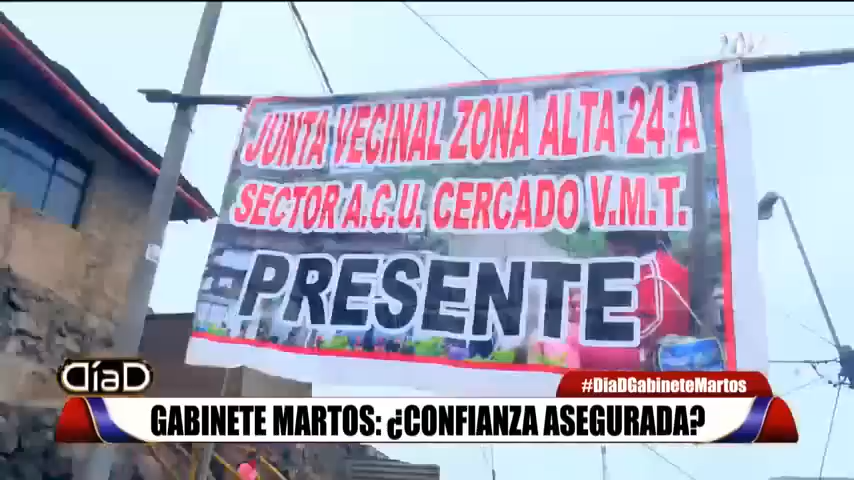 JUNTA VECINAL ZONA ALTA 24 A
SECTOR A.C.U. CERCADO V.M.T.
PRESENTE
DíaD
#DiaDGabineteMartos
GABINETE MARTOS: ¿CONFIANZA ASEGURADA?